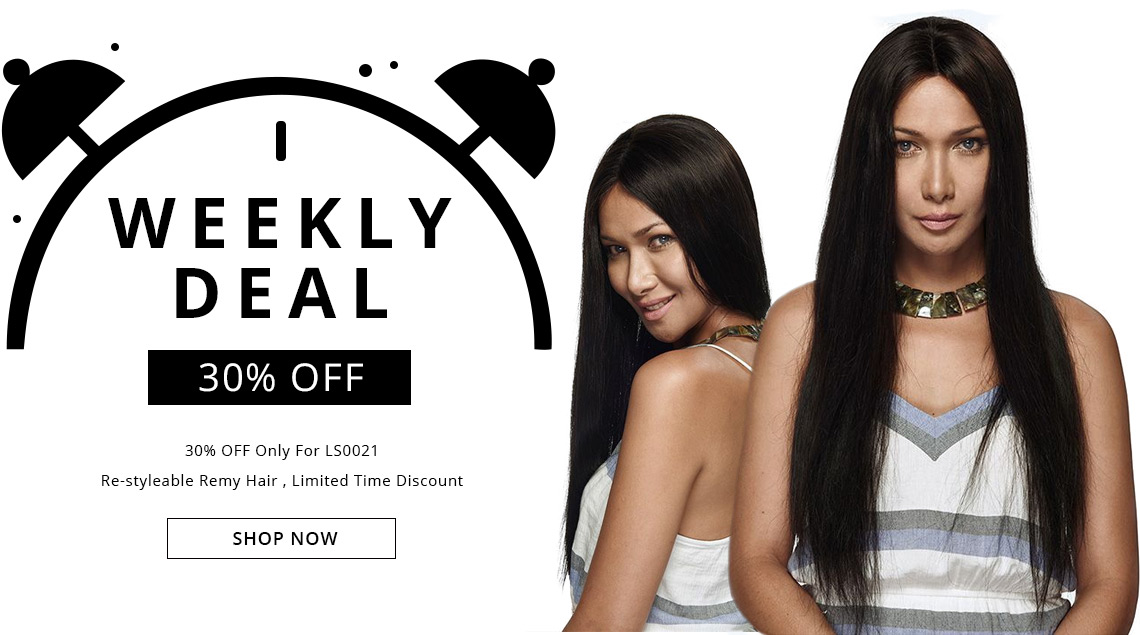 WEEKLY
DEAL
30% OFF
30% OFF Only For LS0021
Re-styleable Remy Hair , Limited Time Discount
SHOP NOW